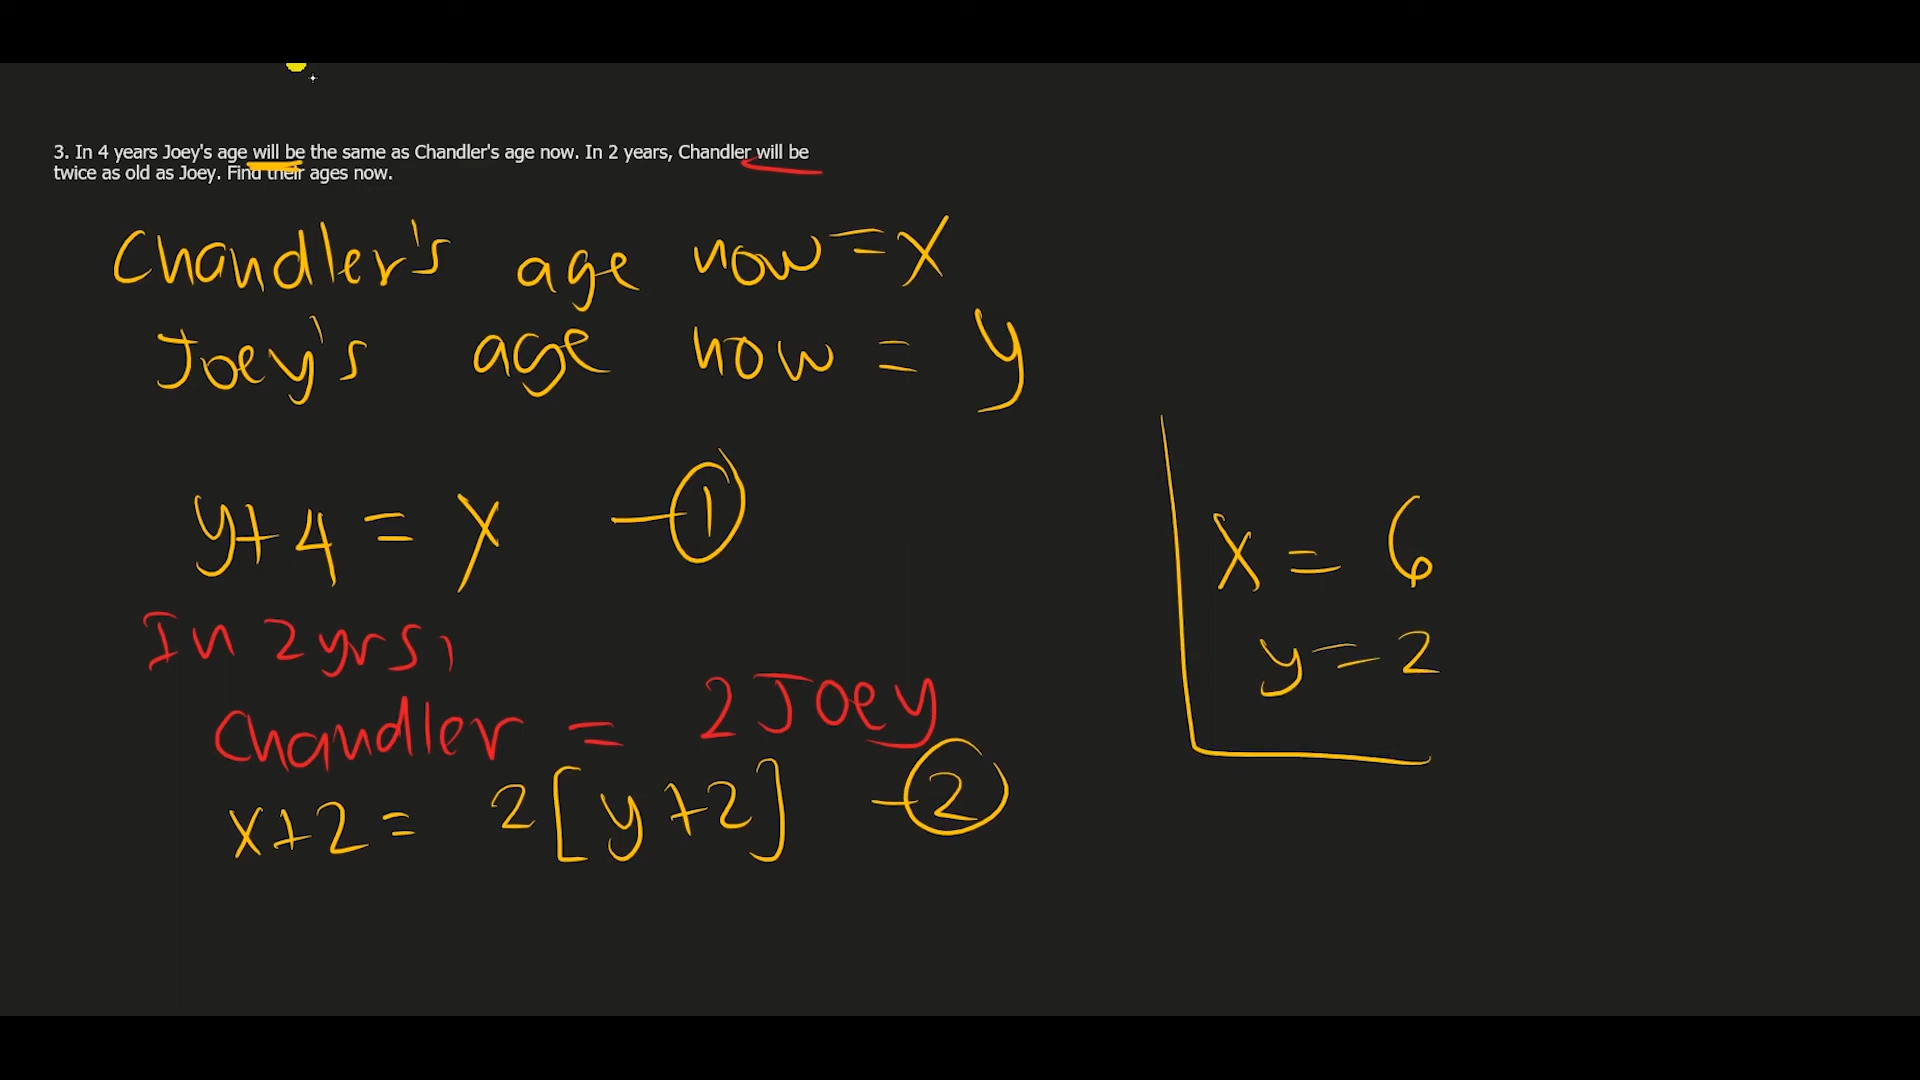 3. In 4 years Joey's age will be the same as Chandler's age now. In 2 years, Chandler will be
twice as old as Joey. Find their ages now.
Chandler's age now = x
Joey's age now = y
y+4 = x - 1
In 2 yrs,
Chandler = 2 Joey
x+2 = 2[y+2] - 2
x = 6
y = 2